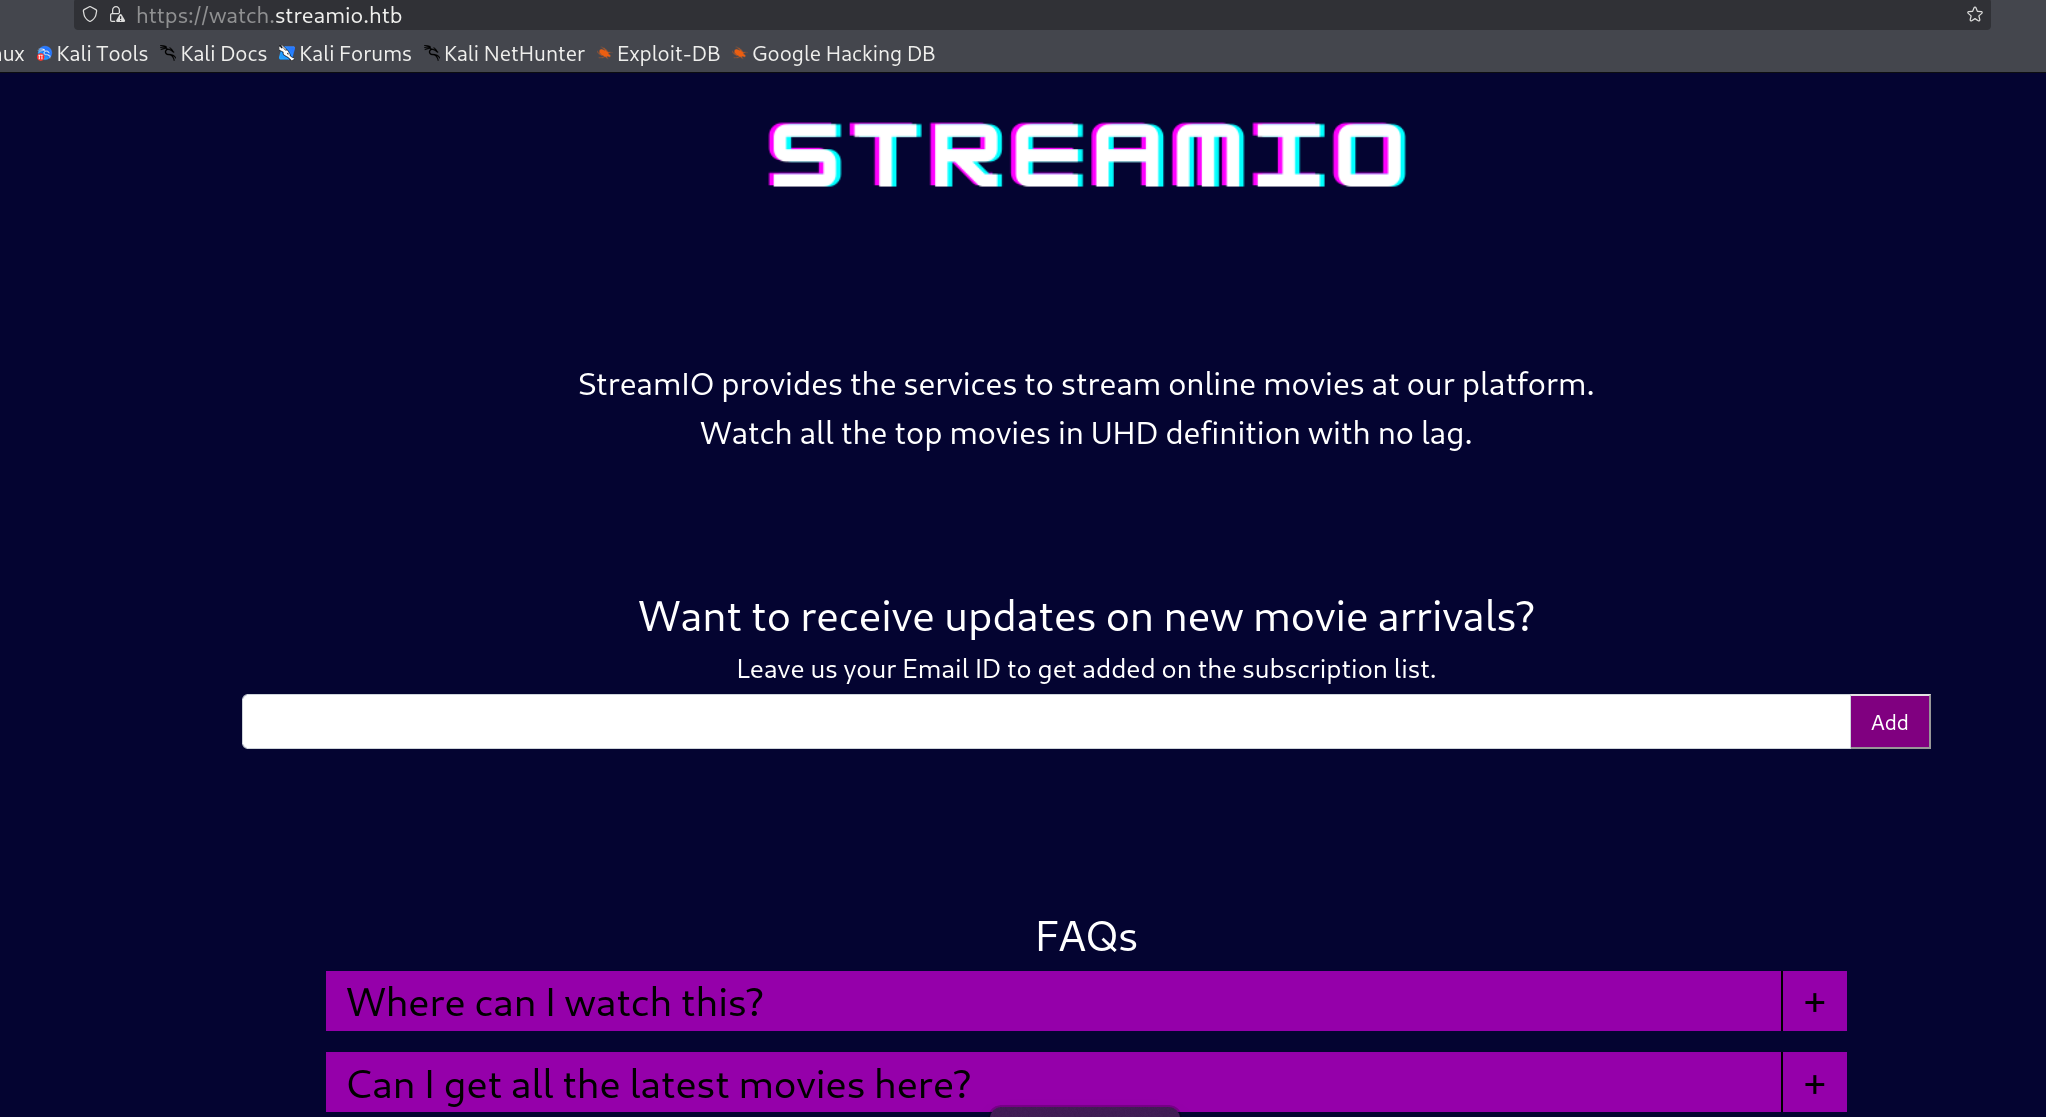 https://watch.streamio.htb
ux Kali Tools Kali Docs Kali Forums Kali NetHunter Exploit-DB Google Hacking DB
STREAMIO
StreamIO provides the services to stream online movies at our platform.
Watch all the top movies in UHD definition with no lag.
Want to receive updates on new movie arrivals?
Leave us your Email ID to get added on the subscription list.
Add
FAQs
Where can I watch this? +
Can I get all the latest movies here? +